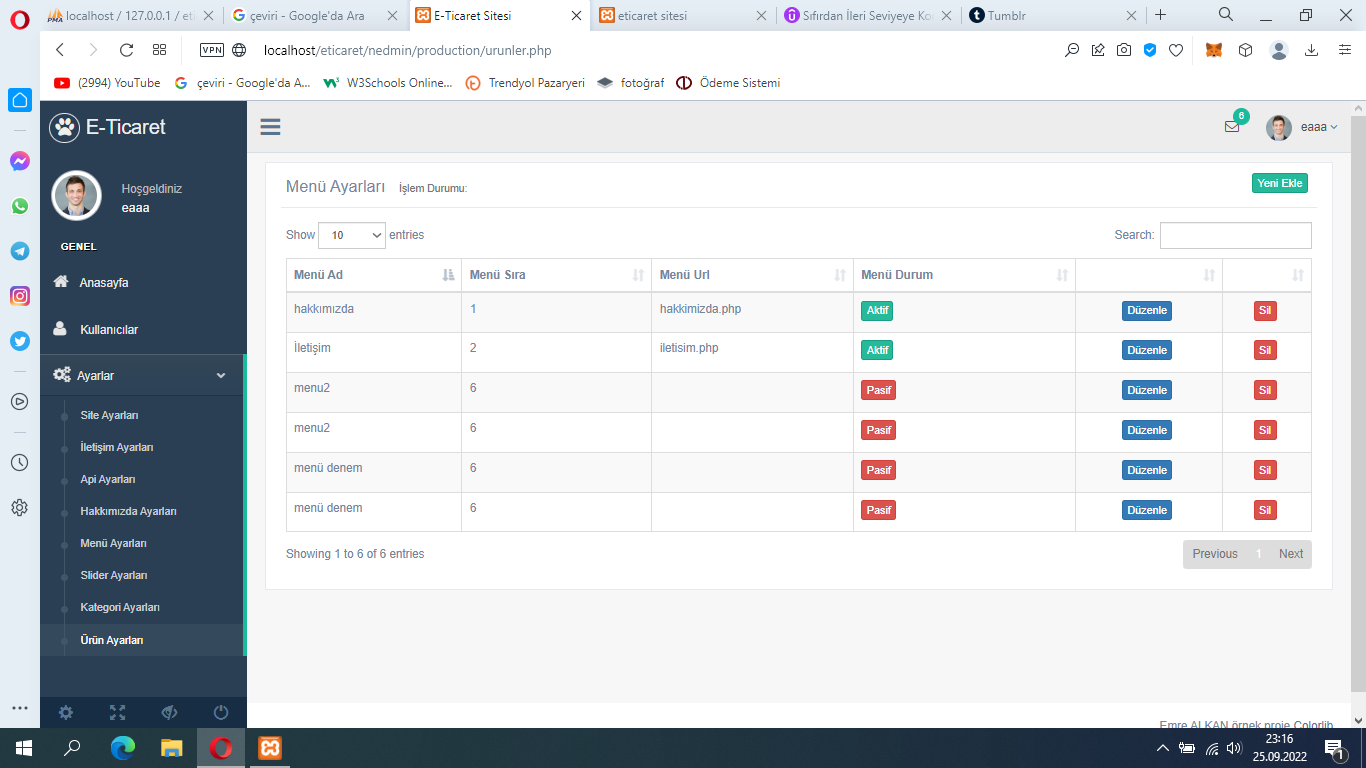 localhost / 127.0.0.1 / eti
çeviri - Google'da Ara
E-Ticaret Sitesi
eticaret sitesi
Sıfırdan İleri Seviyeye Ko
Tumblr
VPN
localhost/eticaret/nedmin/production/urunler.php
(2994) YouTube
çeviri - Google'da A...
W3Schools Online...
Trendyol Pazaryeri
fotoğraf
Ödeme Sistemi
E-Ticaret
6
eaaa
Hoşgeldiniz
eaaa
GENEL
Anasayfa
Kullanıcılar
Ayarlar
Site Ayarları
İletişim Ayarları
Api Ayarları
Hakkımızda Ayarları
Menü Ayarları
Slider Ayarları
Kategori Ayarları
Ürün Ayarları
Menü Ayarları İşlem Durumu:
Yeni Ekle
Show 10 entries
Search:
Menü Ad Menü Sıra Menü Url Menü Durum
hakkımızda 1 hakkimizda.php Aktif Düzenle Sil
İletişim 2 iletisim.php Aktif Düzenle Sil
menu2 6 Pasif Düzenle Sil
menu2 6 Pasif Düzenle Sil
menü denem 6 Pasif Düzenle Sil
menü denem 6 Pasif Düzenle Sil
Showing 1 to 6 of 6 entries
Previous 1 Next
Emre ALKAN örnek proje Colorlib
23:16
25.09.2022
1